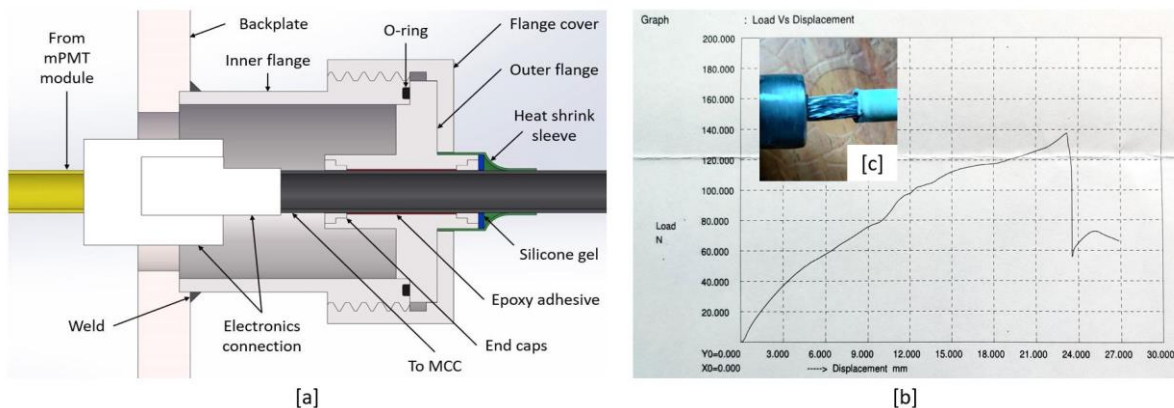 From
mPMT
module
Backplate
Inner flange
O-ring
Flange cover
Outer flange
Heat shrink
sleeve
Silicone gel
Epoxy adhesive
End caps
To MCC
Electronics
connection
Weld
[a]
Graph : Load Vs Displacement
200.000
180.000
160.000
140.000
120.000
100.000
80.000
60.000
40.000
20.000
Load
N
[c]
Y0=0.000
X0=0.000
3.000 6.000 9.000 12.000 15.000 18.000 21.000 24.000 27.000 30.000
----> Displacement mm
[b]